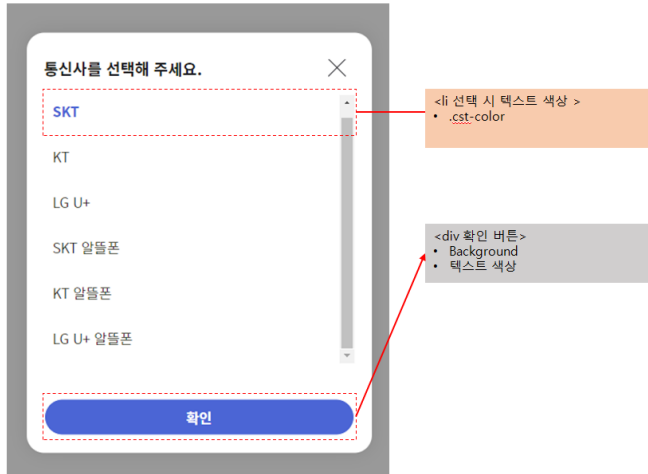 통신사를 선택해 주세요.
SKT
KT
LG U+
SKT 알뜰폰
KT 알뜰폰
LG U+ 알뜰폰
확인
<li 선택 시 텍스트 색상 >
• .cst-color
<div 확인 버튼>
• Background
• 텍스트 색상